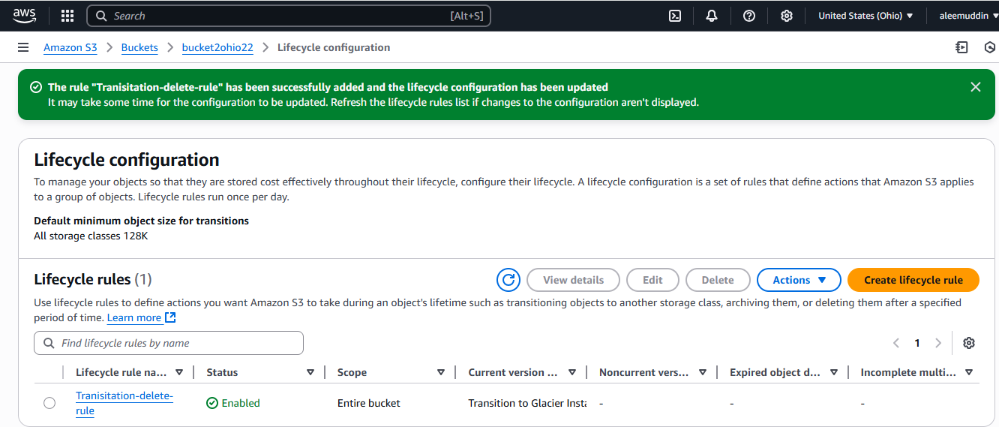 aws
Search [Alt+S] United States (Ohio) aleemuddin
Amazon S3 Buckets bucket2ohio22 Lifecycle configuration
The rule "Tranisitation-delete-rule" has been successfully added and the lifecycle configuration has been updated
It may take some time for the configuration to be updated. Refresh the lifecycle rules list if changes to the configuration aren't displayed.
Lifecycle configuration
To manage your objects so that they are stored cost effectively throughout their lifecycle, configure their lifecycle. A lifecycle configuration is a set of rules that define actions that Amazon S3 applies
to a group of objects. Lifecycle rules run once per day.
Default minimum object size for transitions
All storage classes 128K
Lifecycle rules (1) View details Edit Delete Actions Create lifecycle rule
Use lifecycle rules to define actions you want Amazon S3 to take during an object's lifetime such as transitioning objects to another storage class, archiving them, or deleting them after a specified
period of time. Learn more
Find lifecycle rules by name 1
Lifecycle rule na... Status Scope Current version ... Noncurrent vers... Expired object d... Incomplete multi...
Tranisitation-delete-
rule Enabled Entire bucket Transition to Glacier Insta - - -